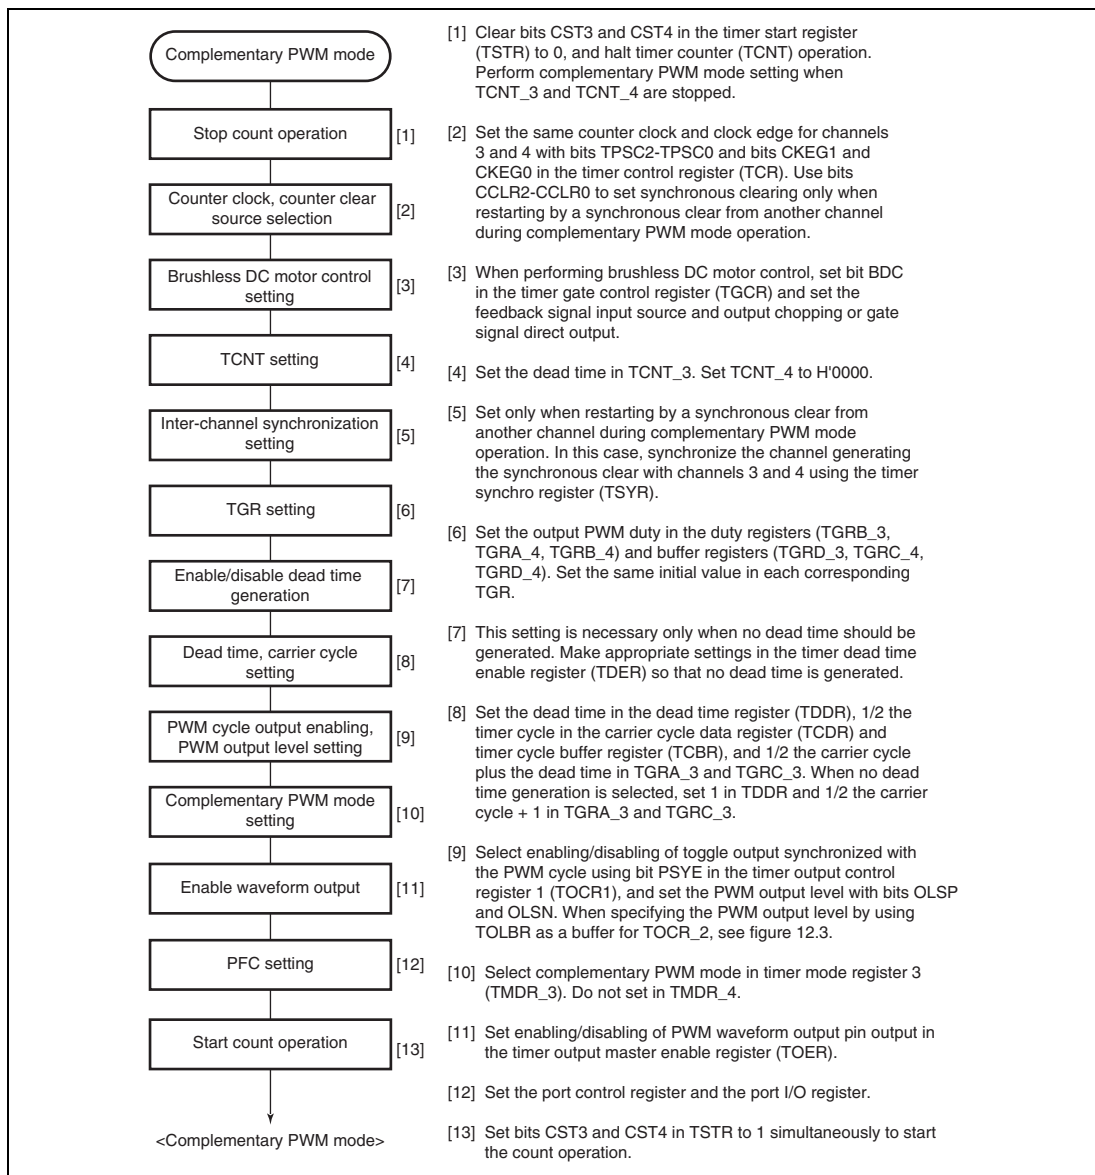 Complementary PWM mode
Stop count operation
[1]
Counter clock, counter clear
source selection
[2]
Brushless DC motor control
setting
[3]
TCNT setting
[4]
Inter-channel synchronization
setting
[5]
TGR setting
[6]
Enable/disable dead time
generation
[7]
Dead time, carrier cycle
setting
[8]
PWM cycle output enabling,
PWM output level setting
[9]
Complementary PWM mode
setting
[10]
Enable waveform output
[11]
PFC setting
[12]
Start count operation
[13]
<Complementary PWM mode>
[1] Clear bits CST3 and CST4 in the timer start register
(TSTR) to 0, and halt timer counter (TCNT) operation.
Perform complementary PWM mode setting when
TCNT_3 and TCNT_4 are stopped.
[2] Set the same counter clock and clock edge for channels
3 and 4 with bits TPSC2-TPSC0 and bits CKEG1 and
CKEG0 in the timer control register (TCR). Use bits
CCLR2-CCLR0 to set synchronous clearing only when
restarting by a synchronous clear from another channel
during complementary PWM mode operation.
[3] When performing brushless DC motor control, set bit BDC
in the timer gate control register (TGCR) and set the
feedback signal input source and output chopping or gate
signal direct output.
[4] Set the dead time in TCNT_3. Set TCNT_4 to H'0000.
[5] Set only when restarting by a synchronous clear from
another channel during complementary PWM mode
operation. In this case, synchronize the channel generating
the synchronous clear with channels 3 and 4 using the timer
synchro register (TSYR).
[6] Set the output PWM duty in the duty registers (TGRB_3,
TGRA_4, TGRB_4) and buffer registers (TGRD_3, TGRC_4,
TGRD_4). Set the same initial value in each corresponding
TGR.
[7] This setting is necessary only when no dead time should be
generated. Make appropriate settings in the timer dead time
enable register (TDER) so that no dead time is generated.
[8] Set the dead time in the dead time register (TDDR), 1/2 the
timer cycle in the carrier cycle data register (TCDR) and
timer cycle buffer register (TCBR), and 1/2 the carrier cycle
plus the dead time in TGRA_3 and TGRC_3. When no dead
time generation is selected, set 1 in TDDR and 1/2 the carrier
cycle + 1 in TGRA_3 and TGRC_3.
[9] Select enabling/disabling of toggle output synchronized with
the PWM cycle using bit PSYE in the timer output control
register 1 (TOCR1), and set the PWM output level with bits OLSP
and OLSN. When specifying the PWM output level by using
TOLBR as a buffer for TOCR_2, see figure 12.3.
[10] Select complementary PWM mode in timer mode register 3
(TMDR_3). Do not set in TMDR_4.
[11] Set enabling/disabling of PWM waveform output pin output in
the timer output master enable register (TOER).
[12] Set the port control register and the port I/O register.
[13] Set bits CST3 and CST4 in TSTR to 1 simultaneously to start
the count operation.